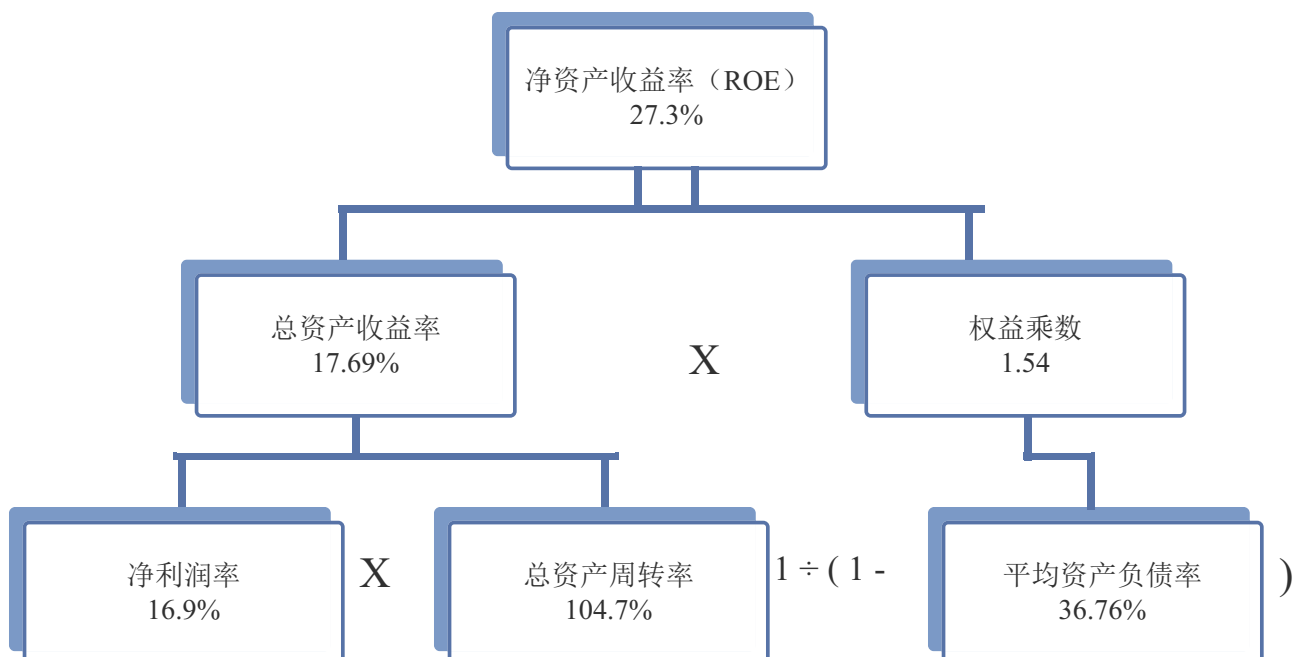 净资产收益率（ROE）
27.3%
总资产收益率
17.69%
X
权益乘数
1.54
净利润率
16.9%
X
总资产周转率
104.7%
1 ÷ ( 1 -
平均资产负债率
36.76%
)